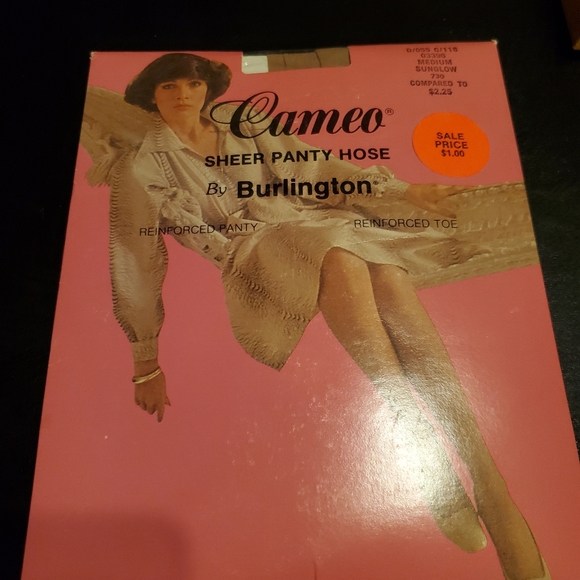 MEDIUM
SUNGLOW
COMPARED TO
$2.25
Cameo®
SALE
PRICE
$1.00
SHEER PANTY HOSE
By Burlington
REINFORCED PANTY
REINFORCED TOE